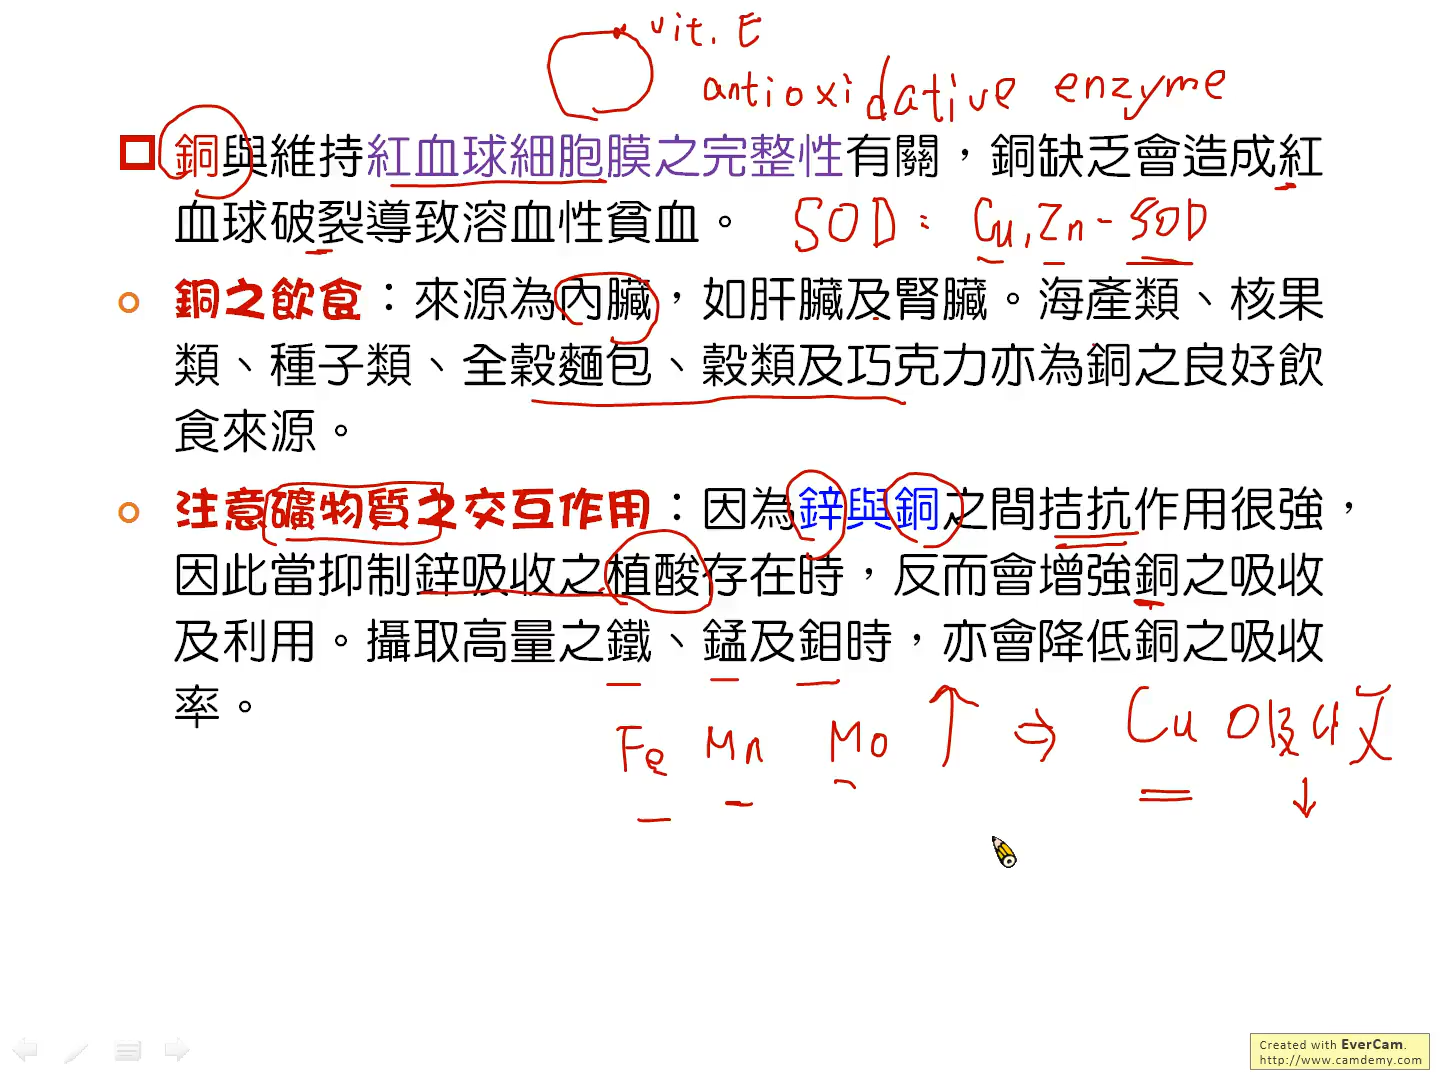 vit. E
antioxidative enzyme
銅與維持紅血球細胞膜之完整性有關，銅缺乏會造成紅
血球破裂導致溶血性貧血。
SOD : Cu, Zn-SOD
銅之飲食：來源為內臟，如肝臟及腎臟。海產類、核果
類、種子類、全穀麵包、穀類及巧克力亦為銅之良好飲
食來源。
注意礦物質之交互作用：因為鋅與銅之間拮抗作用很強，
因此當抑制鋅吸收之植酸存在時，反而會增強銅之吸收
及利用。攝取高量之鐵、錳及鉬時，亦會降低銅之吸收
率。
Fe Mn Mo ↑ ⇒ Cu 吸收 ↓
Created with EverCam.
http://www.camdemy.com